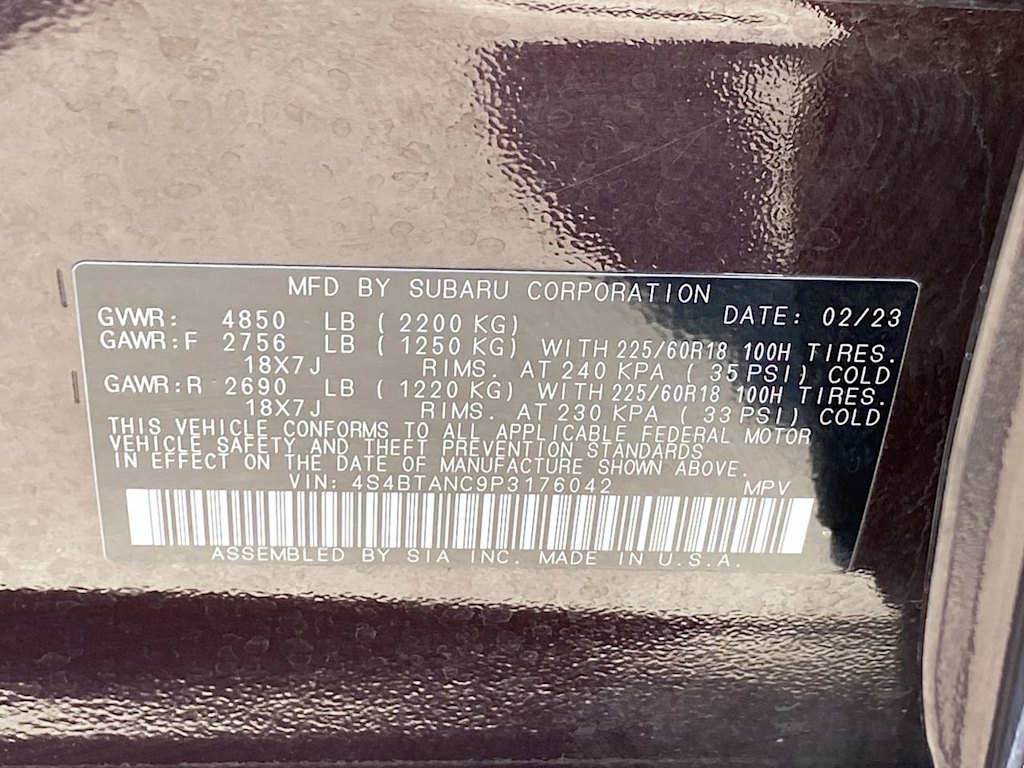 MFD BY SUBARU CORPORATION
GVWR: 4850 LB ( 2200 KG) DATE: 02/23
GAWR:F 2756 LB ( 1250 KG) WITH 225/60R18 100H TIRES.
18X7J RIMS. AT 240 KPA ( 35 PSI) COLD
GAWR:R 2690 LB ( 1220 KG) WITH 225/60R18 100H TIRES.
18X7J RIMS. AT 230 KPA ( 33 PSI) COLD
THIS VEHICLE CONFORMS TO ALL APPLICABLE FEDERAL MOTOR
VEHICLE SAFETY AND THEFT PREVENTION STANDARDS
IN EFFECT ON THE DATE OF MANUFACTURE SHOWN ABOVE.
VIN: 4S4BTANC9P3176042 MPV
ASSEMBLED BY SIA INC. MADE IN U.S.A.